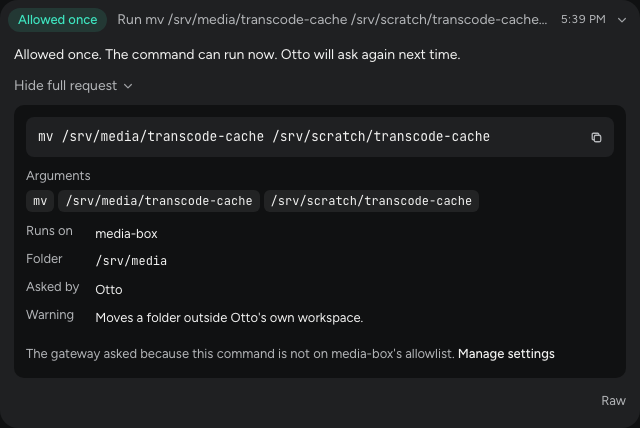 Allowed once Run mv /srv/media/transcode-cache /srv/scratch/transcode-cache... 5:39 PM
Allowed once. The command can run now. Otto will ask again next time.
Hide full request
mv /srv/media/transcode-cache /srv/scratch/transcode-cache
Arguments
mv /srv/media/transcode-cache /srv/scratch/transcode-cache
Runs on media-box
Folder /srv/media
Asked by Otto
Warning Moves a folder outside Otto's own workspace.
The gateway asked because this command is not on media-box's allowlist. Manage settings
Raw